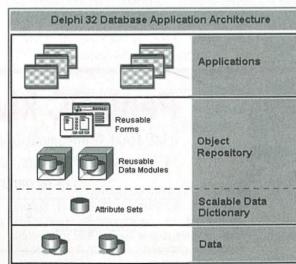 Delphi 32 Database Application Architecture
Applications
Reusable
Forms
Reusable
Data Modules
Object
Repository
Attribute Sets
Scalable Data
Dictionary
Data